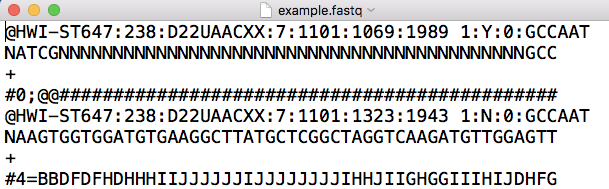 example.fastq
@HWI-ST647:238:D22UAACXX:7:1101:1069:1989 1:Y:0:GCCAAT
NATCGNNNNNNNNNNNNNNNNNNNNNNNNNNNNNNNNNNNNNNNNNNNGCC
+
#0;@@##############################################
@HWI-ST647:238:D22UAACXX:7:1101:1323:1943 1:N:0:GCCAAT
NAAGTGGTGGATGTGAAGGCTTATGCTCGGCTAGGTCAAGATGTTGGAGTT
+
#4=BBDFDFHDHHHIIJJJJJJIJJJJJJJJIHHJIIGHGGIIIHIJDHFG